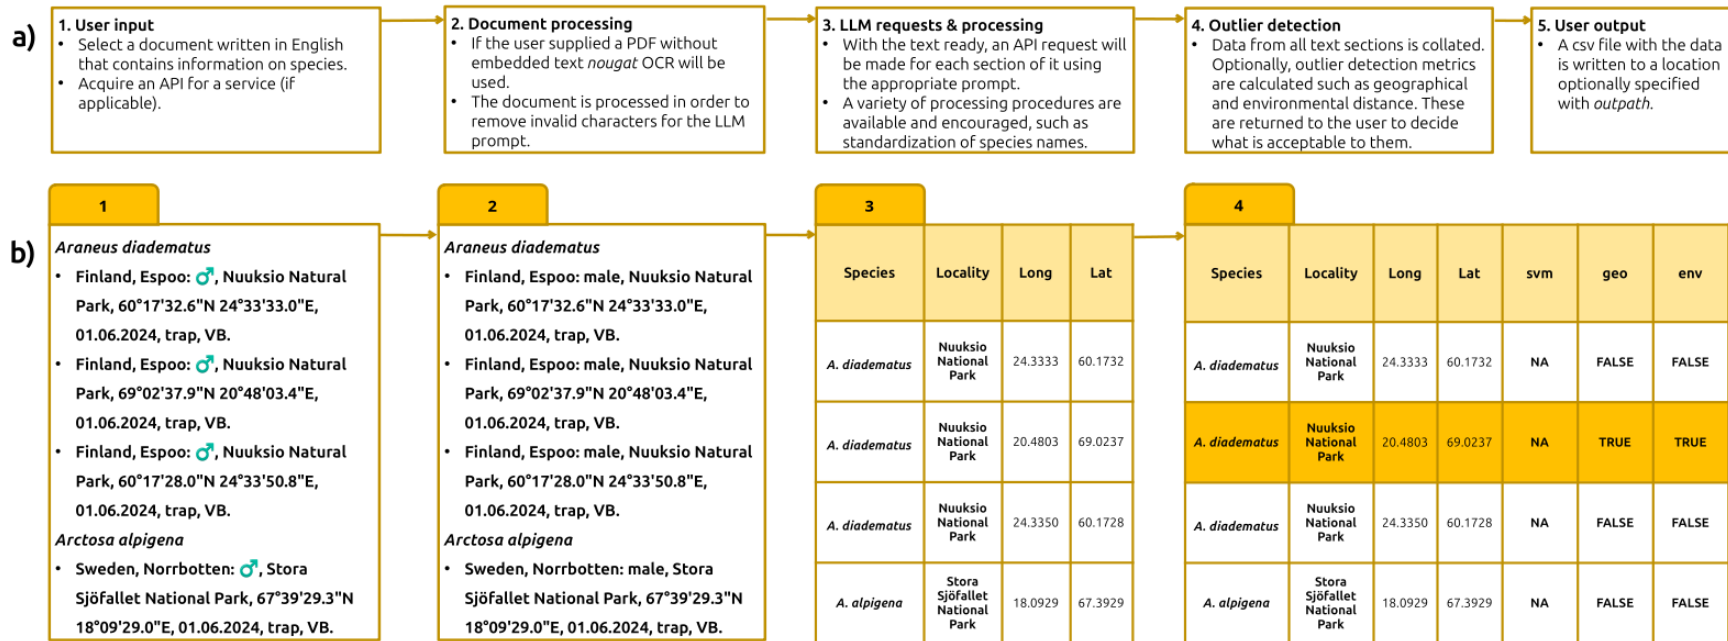 a)
1. User input
• Select a document written in English
that contains information on species.
• Acquire an API for a service (if
applicable).
2. Document processing
• If the user supplied a PDF without
embedded text nougat OCR will be
used.
• The document is processed in order to
remove invalid characters for the LLM
prompt.
3. LLM requests & processing
• With the text ready, an API request will
be made for each section of it using
the appropriate prompt.
• A variety of processing procedures are
available and encouraged, such as
standardization of species names.
4. Outlier detection
• Data from all text sections is collated.
Optionally, outlier detection metrics
are calculated such as geographical
and environmental distance. These
are returned to the user to decide
what is acceptable to them.
5. User output
• A csv file with the data
is written to a location
optionally specified
with outpath.
b)
1
Araneus diadematus
• Finland, Espoo: ♂, Nuuksio Natural
Park, 60°17'32.6"N 24°33'33.0"E,
01.06.2024, trap, VB.
• Finland, Espoo: ♂, Nuuksio Natural
Park, 69°02'37.9"N 20°48'03.4"E,
01.06.2024, trap, VB.
• Finland, Espoo: ♂, Nuuksio Natural
Park, 60°17'28.0"N 24°33'50.8"E,
01.06.2024, trap, VB.
Arctosa alpigena
• Sweden, Norrbotten: ♂, Stora
Sjöfallet National Park, 67°39'29.3"N
18°09'29.0"E, 01.06.2024, trap, VB.
2
Araneus diadematus
• Finland, Espoo: male, Nuuksio Natural
Park, 60°17'32.6"N 24°33'33.0"E,
01.06.2024, trap, VB.
• Finland, Espoo: male, Nuuksio Natural
Park, 69°02'37.9"N 20°48'03.4"E,
01.06.2024, trap, VB.
• Finland, Espoo: male, Nuuksio Natural
Park, 60°17'28.0"N 24°33'50.8"E,
01.06.2024, trap, VB.
Arctosa alpigena
• Sweden, Norrbotten: male, Stora
Sjöfallet National Park, 67°39'29.3"N
18°09'29.0"E, 01.06.2024, trap, VB.
3
Species Locality Long Lat
Nuuksio
A. diadematus National 24.3333 60.1732
Park
Nuuksio
A. diadematus National 20.4803 69.0237
Park
Nuuksio
A. diadematus National 24.3350 60.1728
Park
Stora
A. alpigena Sjöfallet 18.0929 67.3929
National
Park
4
Species Locality Long Lat svm geo env
Nuuksio
A. diadematus National 24.3333 60.1732 NA FALSE FALSE
Park
Nuuksio
A. diadematus National 20.4803 69.0237 NA TRUE TRUE
Park
Nuuksio
A. diadematus National 24.3350 60.1728 NA FALSE FALSE
Park
Stora
A. alpigena Sjöfallet 18.0929 67.3929 NA FALSE FALSE
National
Park